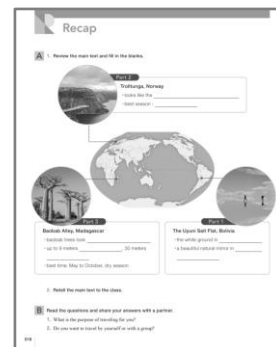 Recap
A 1. Review the main text and fill in the blanks.
Part 2
Trolltunga, Norway
- looks like the
- best season :
Part 3
Baobab Alley, Madagascar
- baobab trees look
- up to 9 meters , 30 meters
- best time: May to October, dry season
Part 1
The Uyuni Salt Flat, Bolivia
- the white ground is
- a beautiful natural mirror in
2. Retell the main text to the class.
B Read the questions and share your answers with a partner.
1. What is the purpose of traveling for you?
2. Do you want to travel by yourself or with a group?